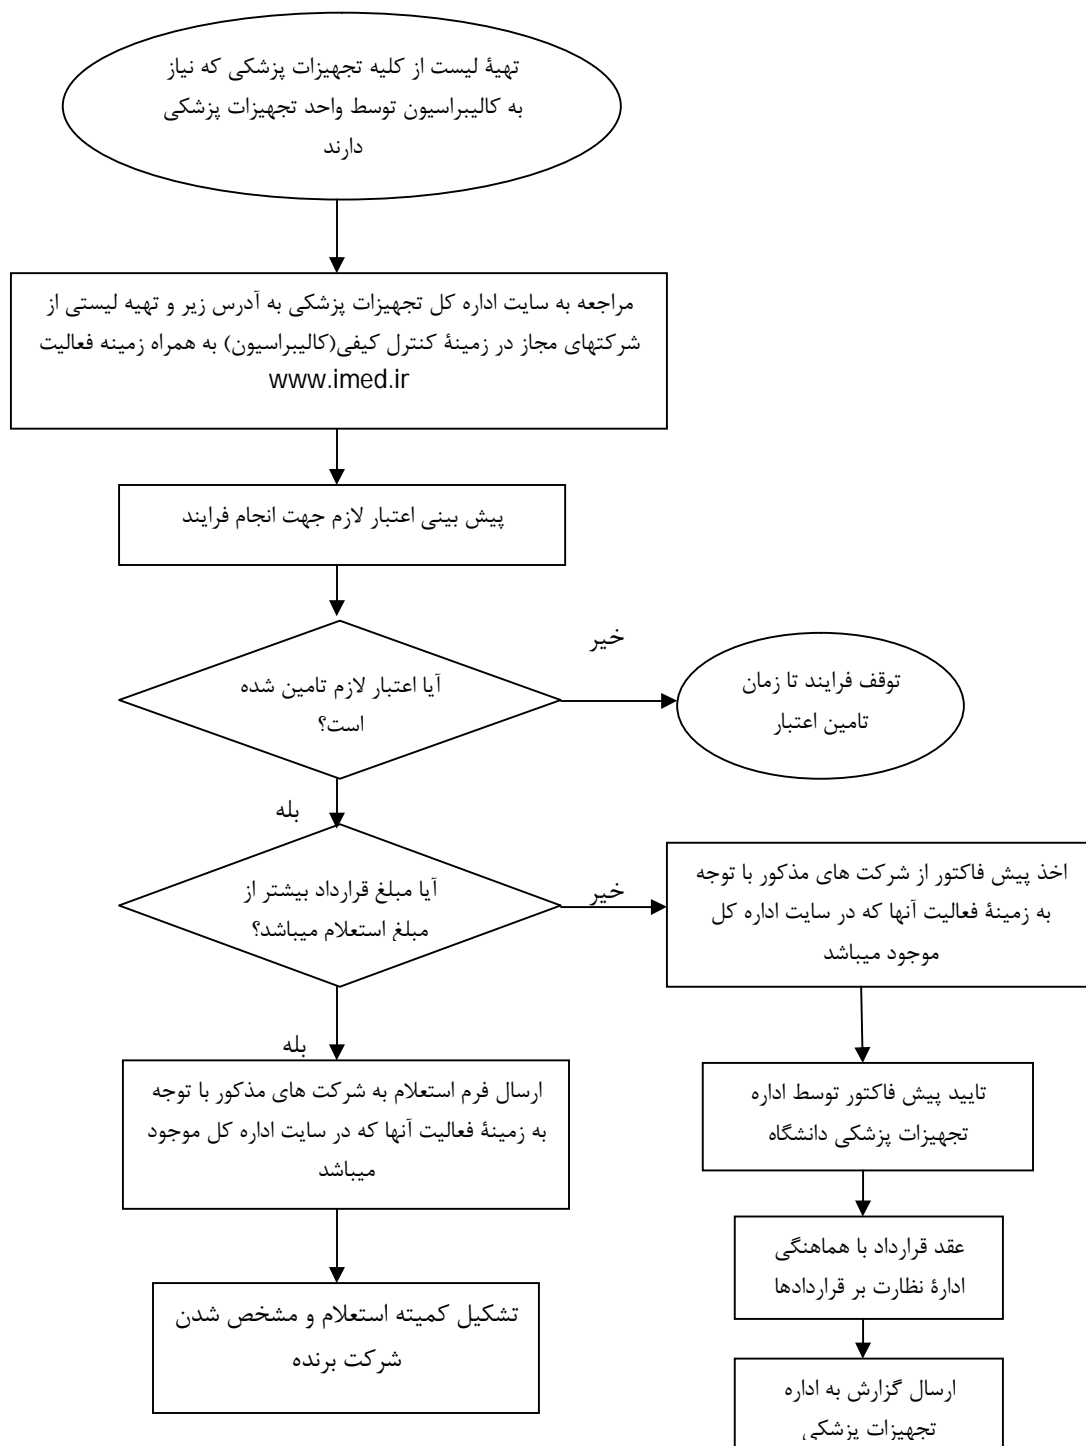 تهیهٔ لیست از کلیه تجهیزات پزشکی که نیاز
به کالیبراسیون توسط واحد تجهیزات پزشکی
دارند
مراجعه به سایت اداره کل تجهیزات پزشکی به آدرس زیر و تهیه لیستی از
شرکتهای مجاز در زمینهٔ کنترل کیفی(کالیبراسیون) به همراه زمینه فعالیت
www.imed.ir
پیش بینی اعتبار لازم جهت انجام فرایند
آیا اعتبار لازم تامین شده
است؟
خیر
توقف فرایند تا زمان
تامین اعتبار
بله
آیا مبلغ قرارداد بیشتر از
مبلغ استعلام میباشد؟
خیر
اخذ پیش فاکتور از شرکت های مذکور با توجه
به زمینهٔ فعالیت آنها که در سایت اداره کل
موجود میباشد
بله
ارسال فرم استعلام به شرکت های مذکور با توجه
به زمینهٔ فعالیت آنها که در سایت اداره کل موجود
میباشد
تایید پیش فاکتور توسط اداره
تجهیزات پزشکی دانشگاه
عقد قرارداد با هماهنگی
ادارهٔ نظارت بر قراردادها
تشکیل کمیته استعلام و مشخص شدن
شرکت برنده
ارسال گزارش به اداره
تجهیزات پزشکی